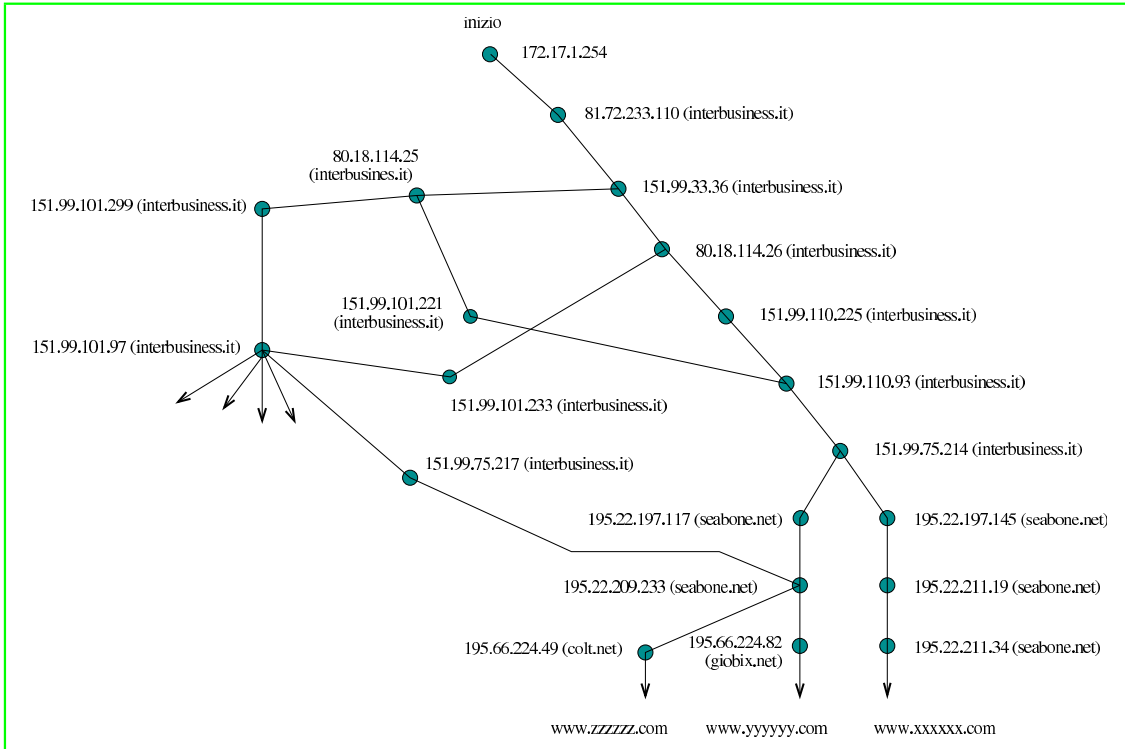 inizio
172.17.1.254
81.72.233.110 (interbusiness.it)
80.18.114.25
(interbusines.it)
151.99.33.36 (interbusiness.it)
151.99.101.299 (interbusiness.it)
80.18.114.26 (interbusiness.it)
151.99.101.221
(interbusiness.it)
151.99.110.225 (interbusiness.it)
151.99.101.97 (interbusiness.it)
151.99.110.93 (interbusiness.it)
151.99.101.233 (interbusiness.it)
151.99.75.214 (interbusiness.it)
151.99.75.217 (interbusiness.it)
195.22.197.117 (seabone.net)
195.22.197.145 (seabone.net)
195.22.209.233 (seabone.net)
195.22.211.19 (seabone.net)
195.66.224.49 (colt.net)
195.66.224.82
(giobix.net)
195.22.211.34 (seabone.net)
www.zzzzzz.com
www.yyyyyy.com
www.xxxxxx.com